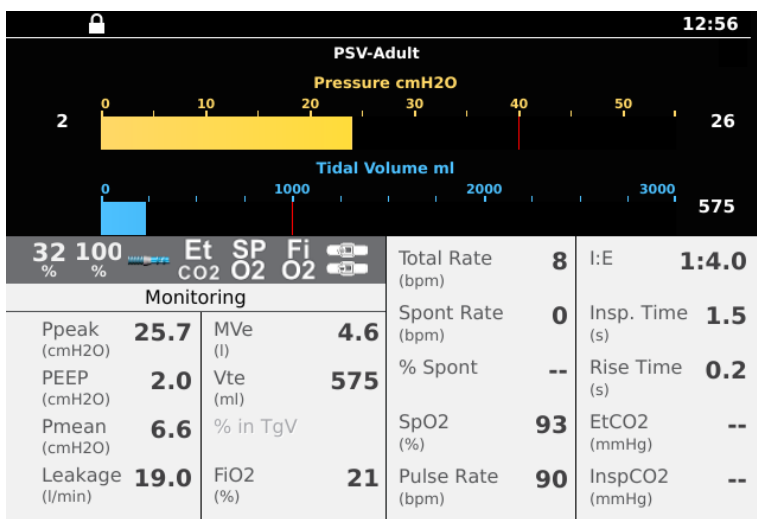 12:56
PSV-Adult
Pressure cmH2O
0 10 20 30 40 50
2 26
Tidal Volume ml
0 1000 2000 3000
575
32 % 100 % Et CO2 SP O2 Fi O2
Monitoring
Ppeak (cmH2O) 25.7
PEEP (cmH2O) 2.0
Pmean (cmH2O) 6.6
Leakage (l/min) 19.0
MVe (l) 4.6
Vte (ml) 575
% in TgV
FiO2 (%) 21
Total Rate (bpm) 8
Spont Rate (bpm) 0
% Spont --
SpO2 (%) 93
Pulse Rate (bpm) 90
I:E 1:4.0
Insp. Time (s) 1.5
Rise Time (s) 0.2
EtCO2 (mmHg) --
InspCO2 (mmHg) --